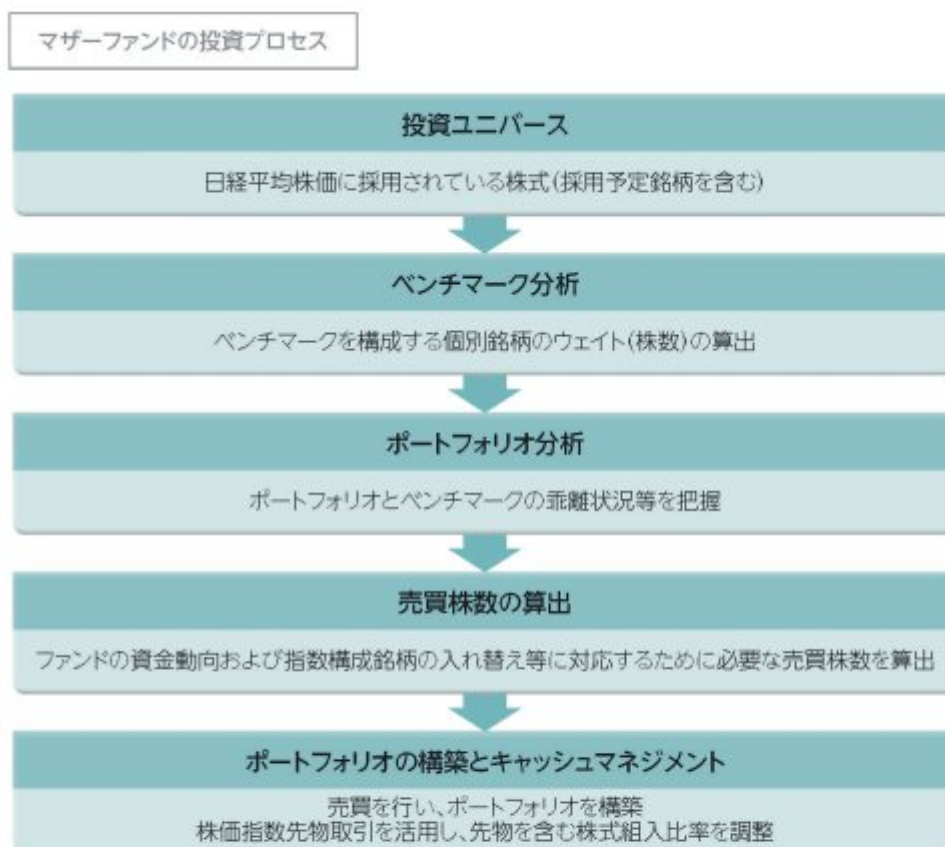 マザーファンドの投資プロセス
投資ユニバース
日経平均株価に採用されている株式(採用予定銘柄を含む)
ベンチマーク分析
ベンチマークを構成する個別銘柄のウェイト(株数)の算出
ポートフォリオ分析
ポートフォリオとベンチマークの乖離状況等を把握
売買株数の算出
ファンドの資金動向および指数構成銘柄の入れ替え等に対応するために必要な売買株数を算出
ポートフォリオの構築とキャッシュマネジメント
売買を行い、ポートフォリオを構築
株価指数先物取引を活用し、先物を含む株式組入比率を調整